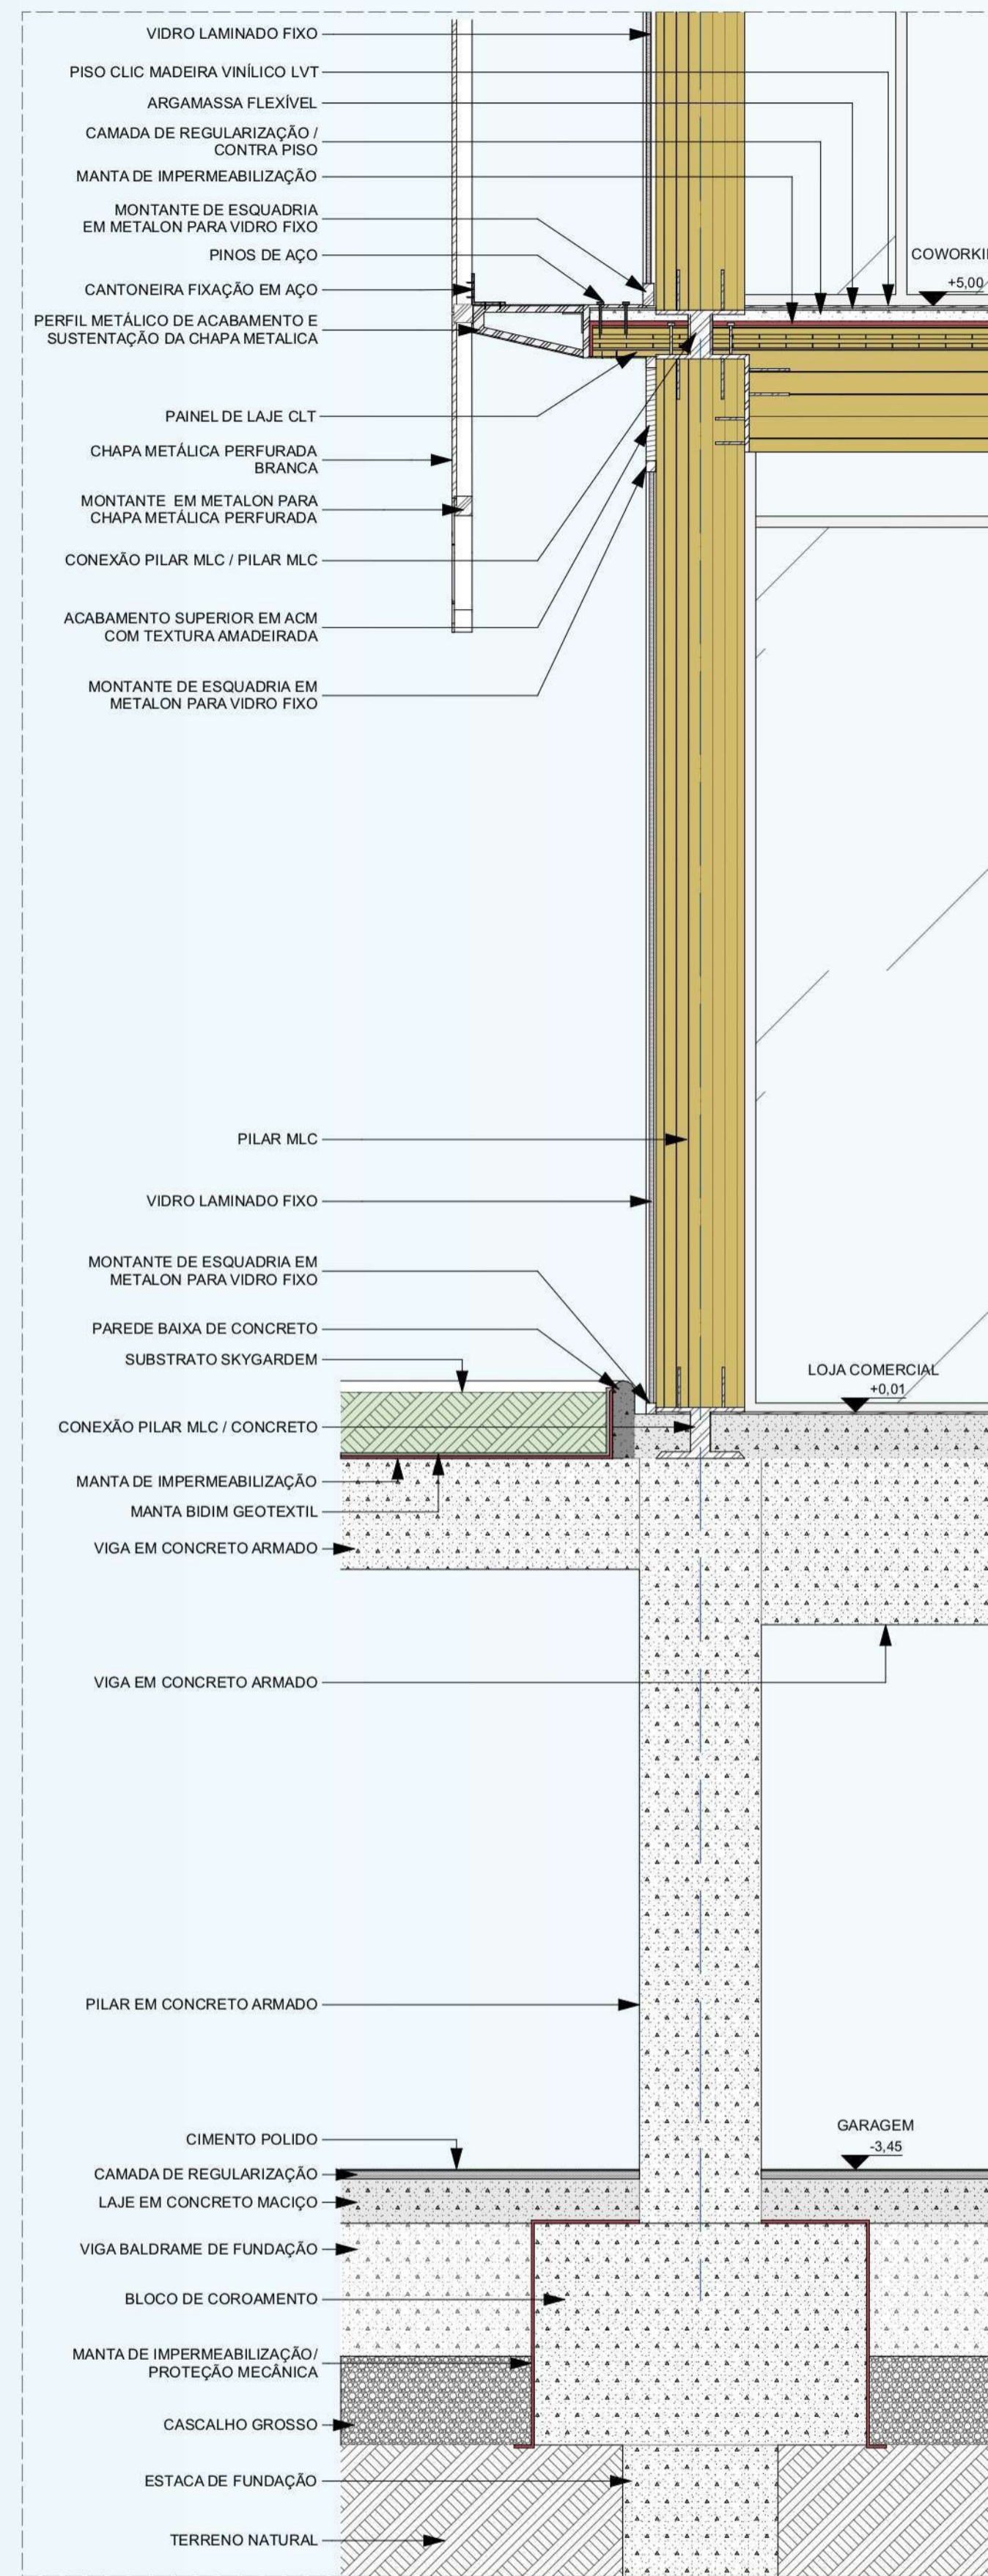 VIDRO LAMINADO FIXO
PISO CLIC MADEIRA VINÍLICO LVT
ARGAMASSA FLEXÍVEL
CAMADA DE REGULARIZAÇÃO /
CONTRA PISO
MANTA DE IMPERMEABILIZAÇÃO
MONTANTE DE ESQUADRIA
EM METALON PARA VIDRO FIXO
PINOS DE AÇO
COWORKI
+5,00
CANTONEIRA FIXAÇÃO EM AÇO
PERFIL METÁLICO DE ACABAMENTO E
SUSTENTAÇÃO DA CHAPA METALICA
PAINEL DE LAJE CLT
CHAPA METÁLICA PERFURADA
BRANCA
MONTANTE EM METALON PARA
CHAPA METÁLICA PERFURADA
CONEXÃO PILAR MLC / PILAR MLC
ACABAMENTO SUPERIOR EM ACM
COM TEXTURA AMADEIRADA
MONTANTE DE ESQUADRIA EM
METALON PARA VIDRO FIXO
PILAR MLC
VIDRO LAMINADO FIXO
MONTANTE DE ESQUADRIA EM
METALON PARA VIDRO FIXO
PAREDE BAIXA DE CONCRETO
SUBSTRATO SKYGARDEM
LOJA COMERCIAL
+0,01
CONEXÃO PILAR MLC / CONCRETO
MANTA DE IMPERMEABILIZAÇÃO
MANTA BIDIM GEOTEXTIL
VIGA EM CONCRETO ARMADO
VIGA EM CONCRETO ARMADO
PILAR EM CONCRETO ARMADO
GARAGEM
-3,45
CIMENTO POLIDO
CAMADA DE REGULARIZAÇÃO
LAJE EM CONCRETO MACIÇO
VIGA BALDRAME DE FUNDAÇÃO
BLOCO DE COROAMENTO
MANTA DE IMPERMEABILIZAÇÃO/
PROTEÇÃO MECÂNICA
CASCALHO GROSSO
ESTACA DE FUNDAÇÃO
TERRENO NATURAL